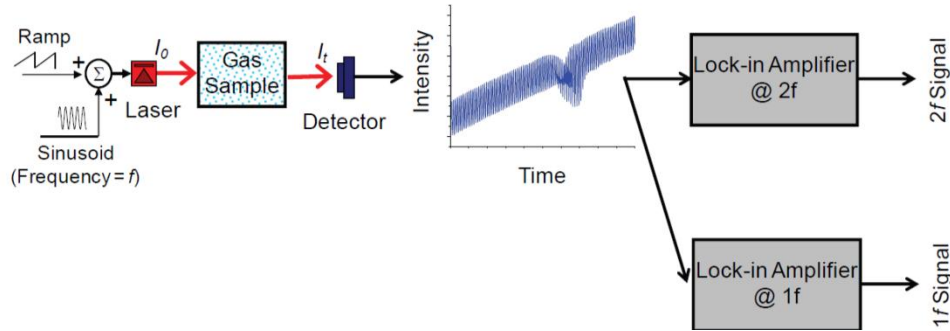 Ramp
+
Σ
+
I₀
Laser
Sinusoid
(Frequency = f)
Gas
Sample
Iₜ
Detector
Intensity
Time
Lock-in Amplifier
@ 2f
2f Signal
Lock-in Amplifier
@ 1f
1f Signal